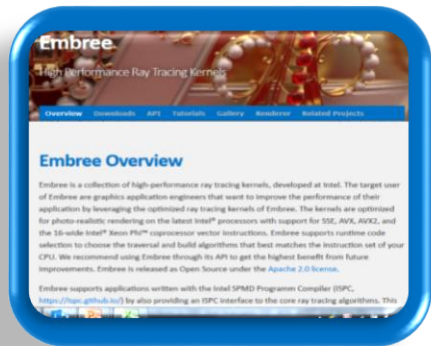 Embree
High Performance Ray Tracing Kernels
Overview Downloads API Tutorials Gallery Renderer Related Projects
Embree Overview
Embree is a collection of high-performance ray tracing kernels, developed at Intel. The target user
of Embree are graphics application engineers that want to improve the performance of their
application by leveraging the optimized ray tracing kernels of Embree. The kernels are optimized
for photo-realistic rendering on the latest Intel® processors with support for SSE, AVX, AVX2, and
the 16-wide Intel® Xeon Phi™ coprocessor vector instructions. Embree supports runtime code
selection to choose the traversal and build algorithms that best matches the instruction set of your
CPU. We recommend using Embree through its API to get the highest benefit from future
improvements. Embree is released as Open Source under the Apache 2.0 license.
Embree supports applications written with the Intel SPMD Programm Compiler (ISPC,
https://ispc.github.io/) by also providing an ISPC interface to the core ray tracing algorithms. This